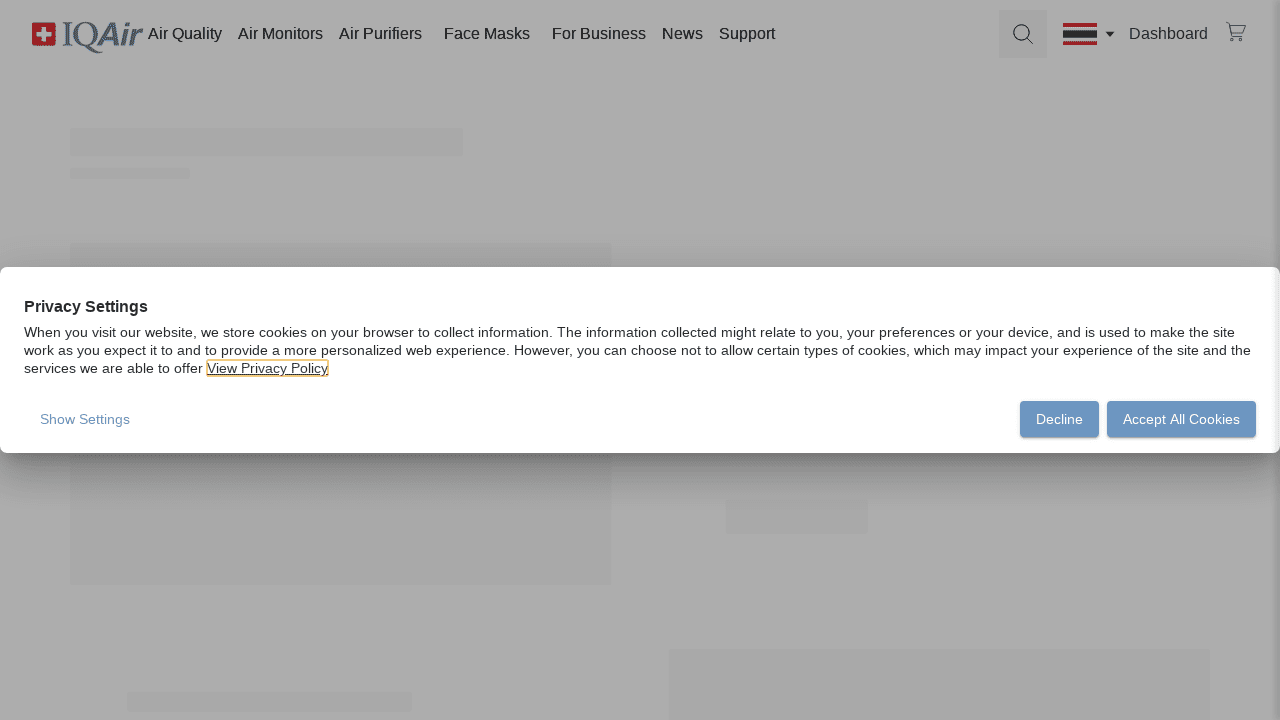 IQAir Air Quality Air Monitors Air Purifiers Face Masks For Business News Support Dashboard
Privacy Settings
When you visit our website, we store cookies on your browser to collect information. The information collected might relate to you, your preferences or your device, and is used to make the site
work as you expect it to and to provide a more personalized web experience. However, you can choose not to allow certain types of cookies, which may impact your experience of the site and the
services we are able to offer View Privacy Policy
Show Settings Decline Accept All Cookies